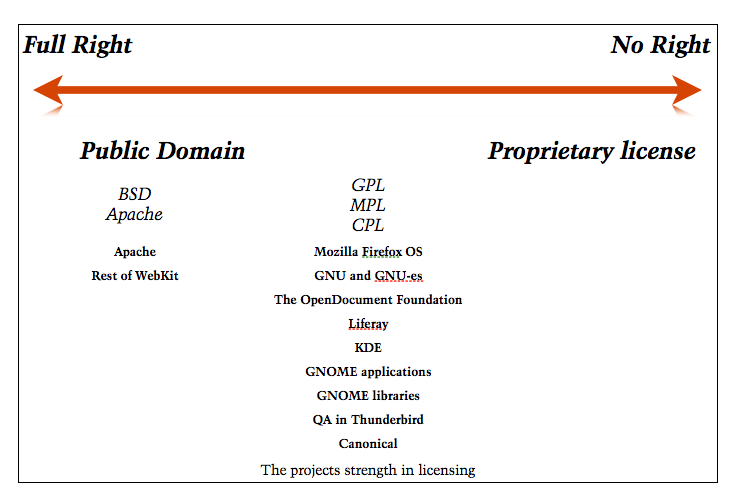 Full Right
No Right
Public Domain
Proprietary license
BSD
Apache
GPL
MPL
CPL
Apache
Mozilla Firefox OS
Rest of WebKit
GNU and GNU-es
The OpenDocument Foundation
Liferay
KDE
GNOME applications
GNOME libraries
QA in Thunderbird
Canonical
The projects strength in licensing